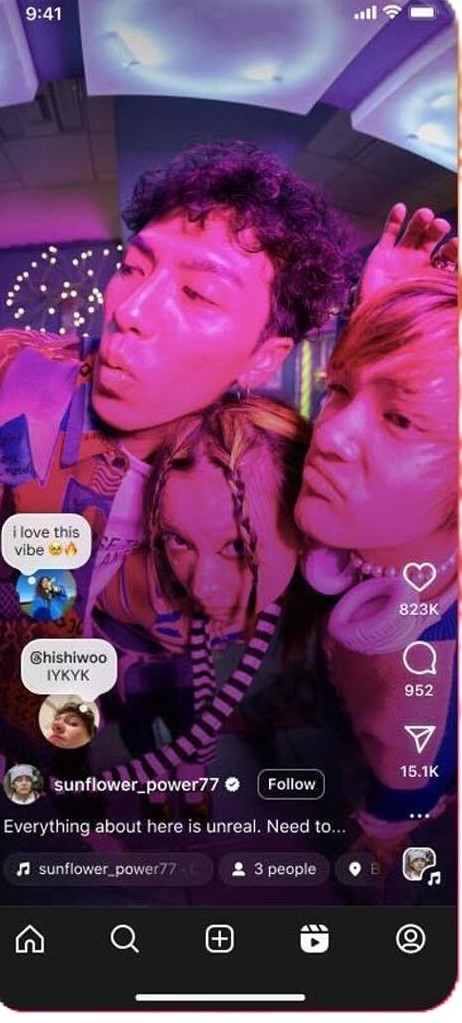 9:41
i love this
vibe 🥹🔥
823K
@hishiwoo
IYKYK
952
15.1K
sunflower_power77
Follow
Everything about here is unreal. Need to...
sunflower_power77
3 people